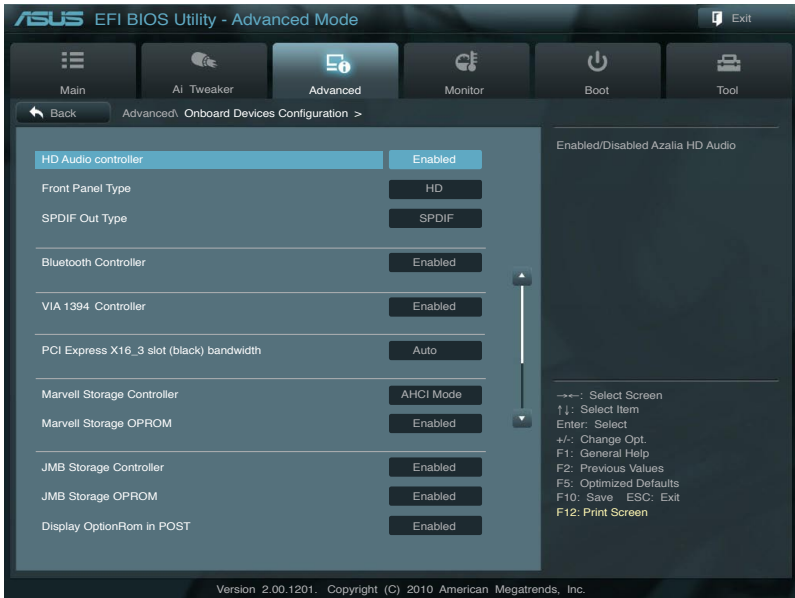 ASUS EFI BIOS Utility - Advanced Mode
Exit
Main Ai Tweaker Advanced Monitor Boot Tool
Back Advanced\ Onboard Devices Configuration >
HD Audio controller Enabled
Front Panel Type HD
SPDIF Out Type SPDIF
Bluetooth Controller Enabled
VIA 1394 Controller Enabled
PCI Express X16_3 slot (black) bandwidth Auto
Marvell Storage Controller AHCI Mode
Marvell Storage OPROM Enabled
JMB Storage Controller Enabled
JMB Storage OPROM Enabled
Display OptionRom in POST Enabled
Enabled/Disabled Azalia HD Audio
→←: Select Screen
↑↓: Select Item
Enter: Select
+/-: Change Opt.
F1: General Help
F2: Previous Values
F5: Optimized Defaults
F10: Save ESC: Exit
F12: Print Screen
Version 2.00.1201. Copyright (C) 2010 American Megatrends, Inc.